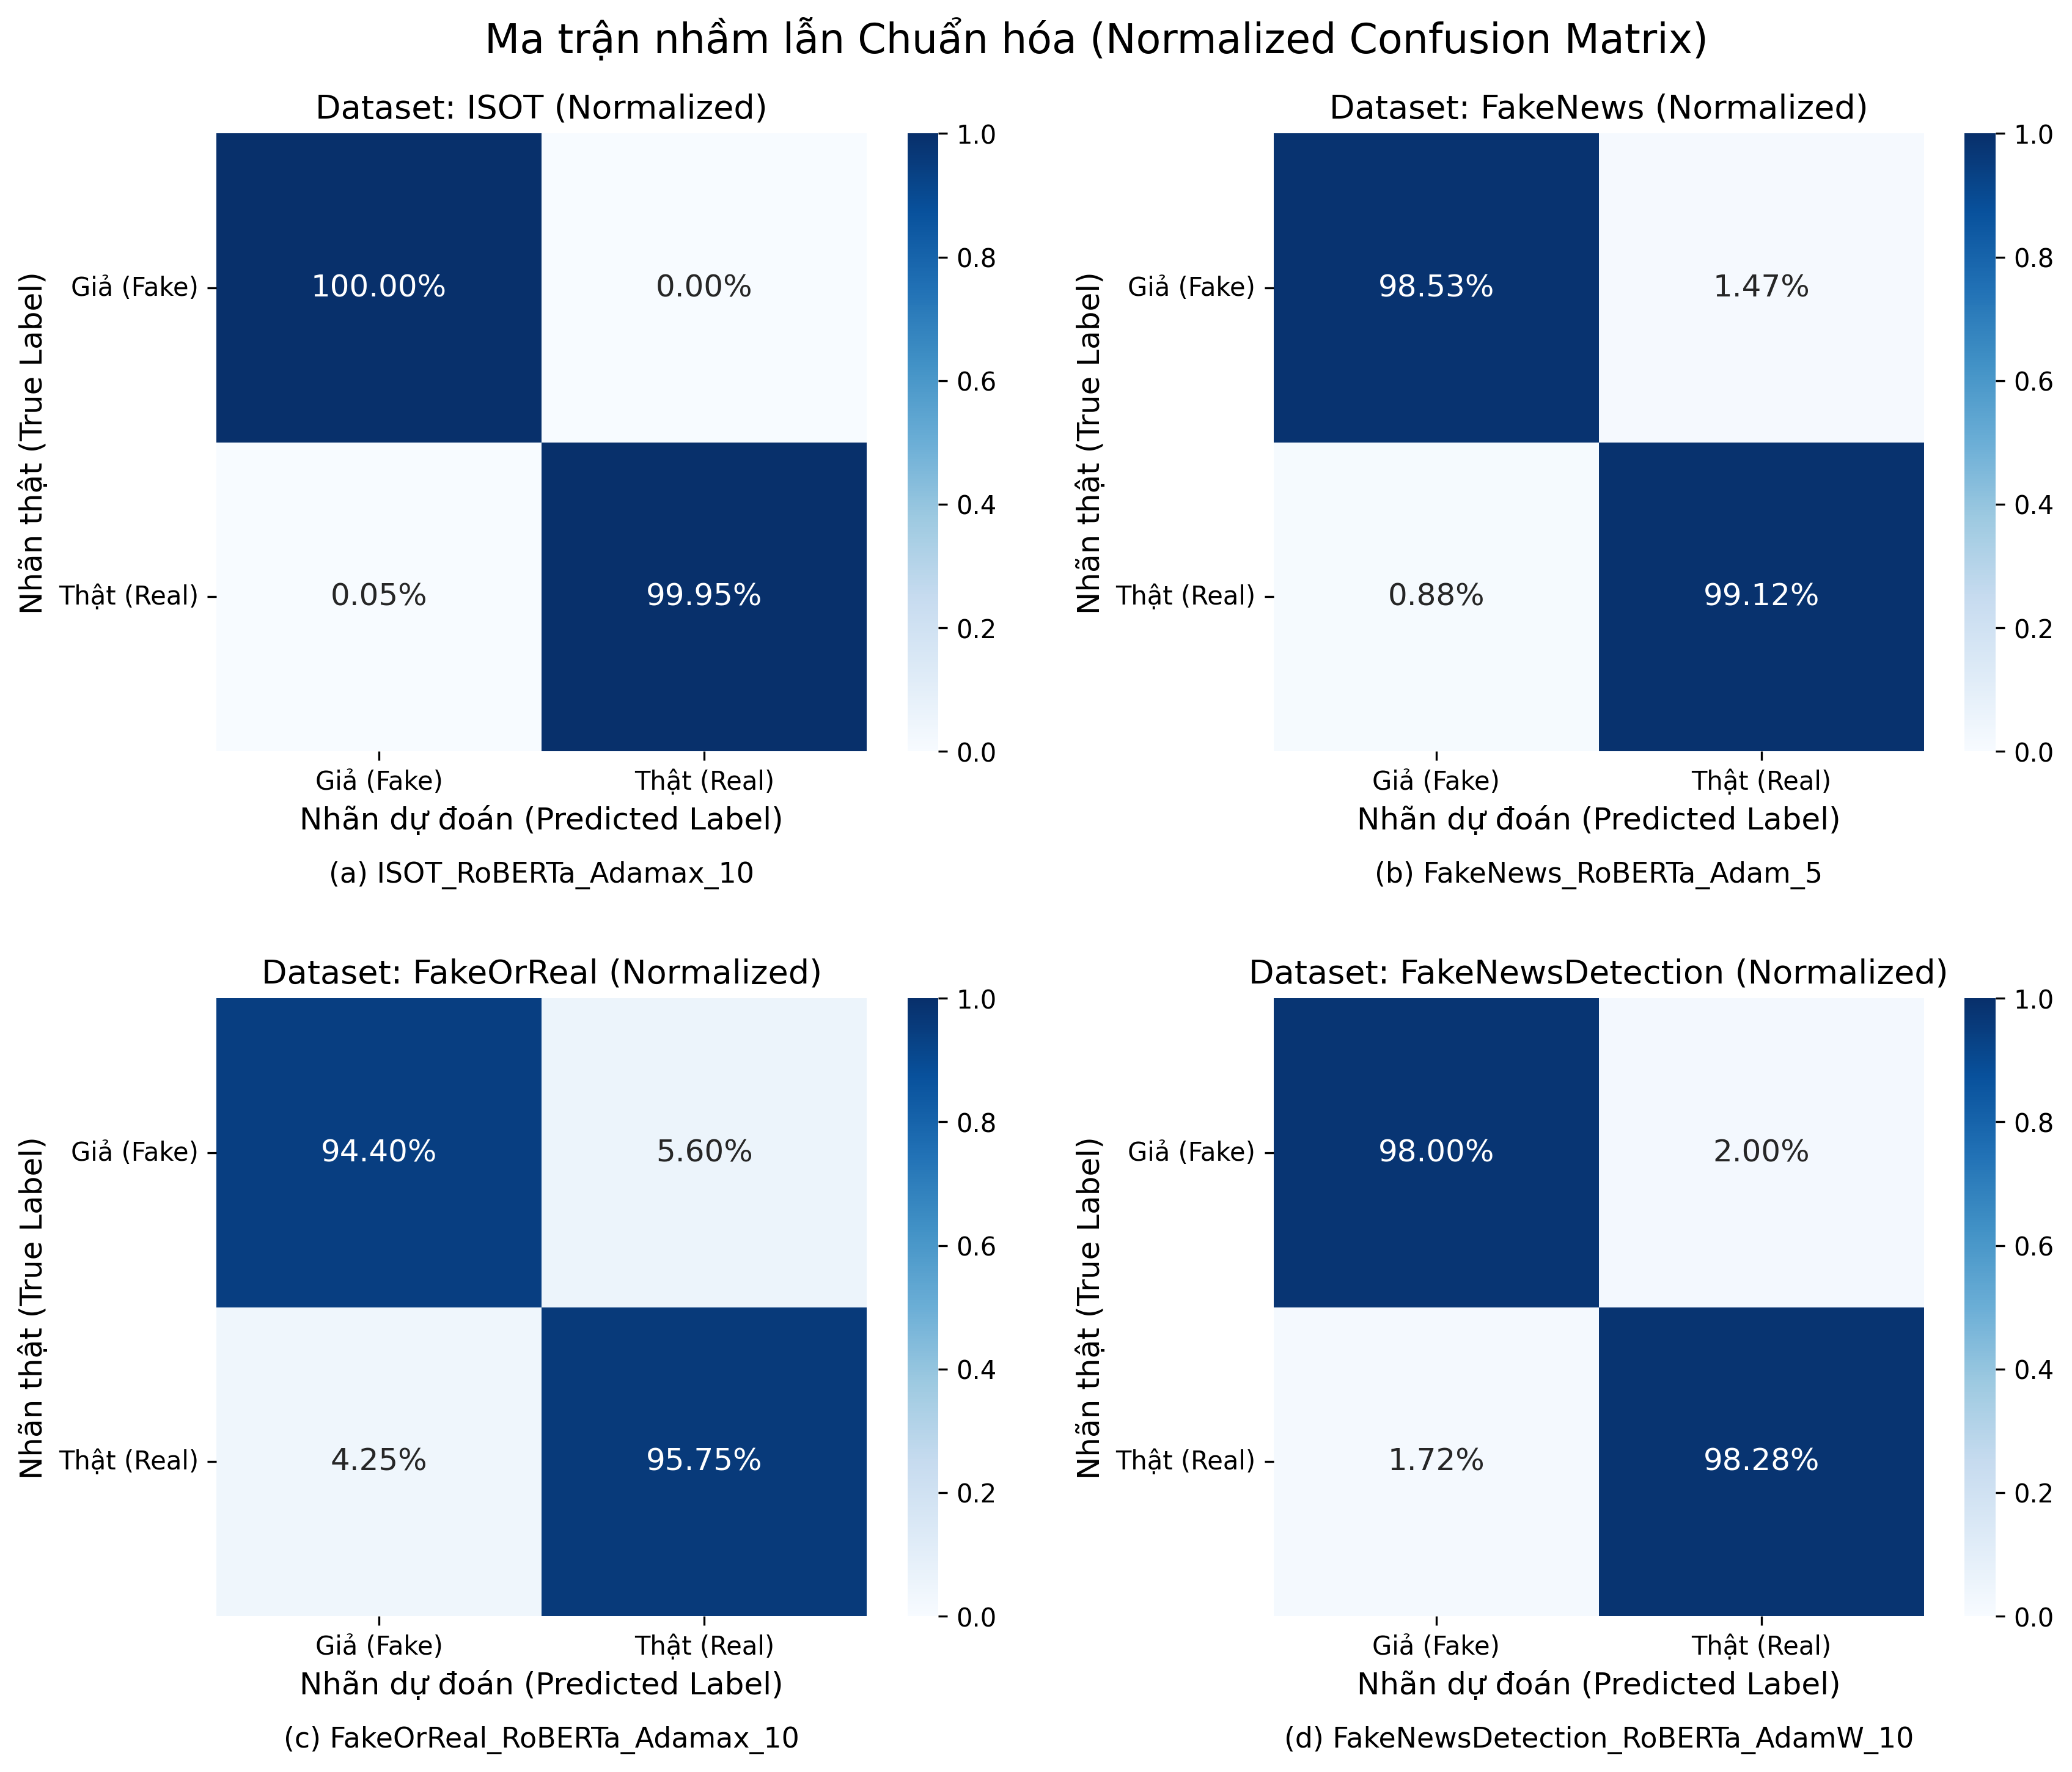 Ma trận nhầm lẫn Chuẩn hóa (Normalized Confusion Matrix)
Dataset: ISOT (Normalized)
Nhãn thật (True Label)
Giả (Fake)
Thật (Real)
100.00%
0.00%
0.05%
99.95%
Giả (Fake)
Thật (Real)
Nhãn dự đoán (Predicted Label)
(a) ISOT_RoBERTa_Adamax_10
1.0
0.8
0.6
0.4
0.2
0.0
Dataset: FakeNews (Normalized)
Nhãn thật (True Label)
Giả (Fake)
Thật (Real)
98.53%
1.47%
0.88%
99.12%
Giả (Fake)
Thật (Real)
Nhãn dự đoán (Predicted Label)
(b) FakeNews_RoBERTa_Adam_5
1.0
0.8
0.6
0.4
0.2
0.0
Dataset: FakeOrReal (Normalized)
Nhãn thật (True Label)
Giả (Fake)
Thật (Real)
94.40%
5.60%
4.25%
95.75%
Giả (Fake)
Thật (Real)
Nhãn dự đoán (Predicted Label)
(c) FakeOrReal_RoBERTa_Adamax_10
1.0
0.8
0.6
0.4
0.2
0.0
Dataset: FakeNewsDetection (Normalized)
Nhãn thật (True Label)
Giả (Fake)
Thật (Real)
98.00%
2.00%
1.72%
98.28%
Giả (Fake)
Thật (Real)
Nhãn dự đoán (Predicted Label)
(d) FakeNewsDetection_RoBERTa_AdamW_10
1.0
0.8
0.6
0.4
0.2
0.0